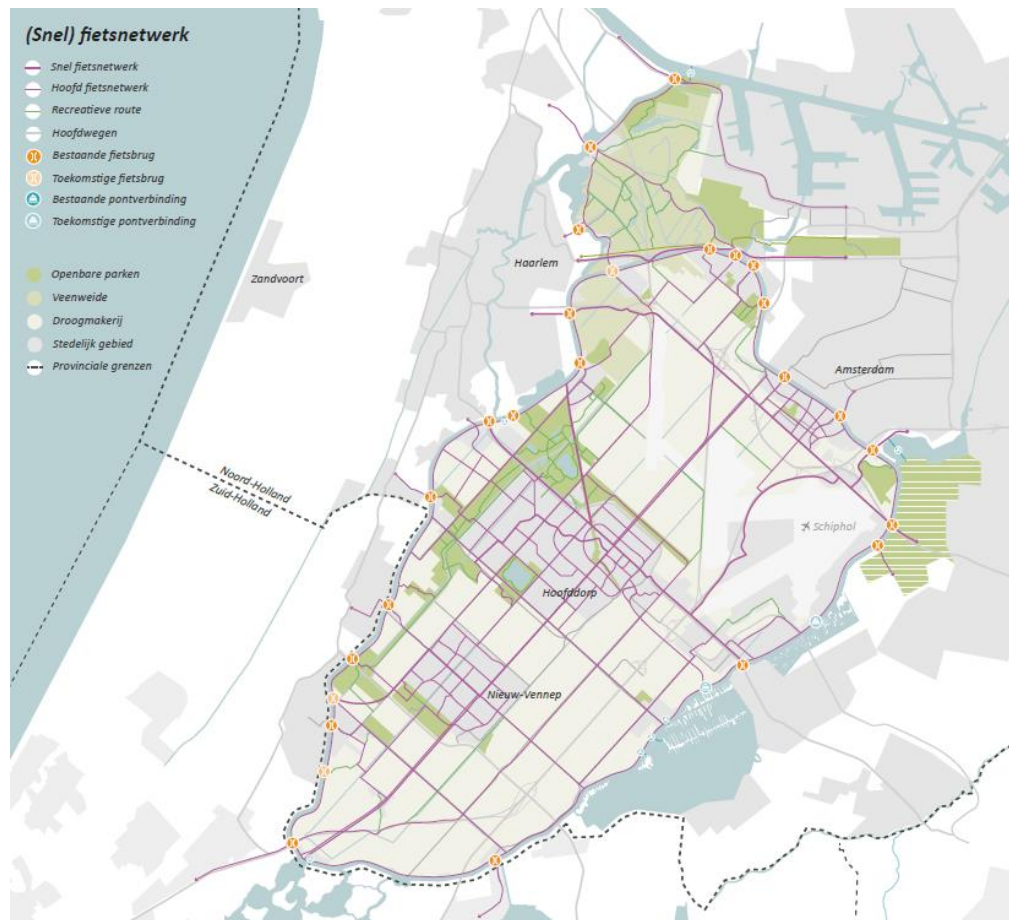 (Snel) fietsnetwerk
Snel fietsnetwerk
Hoofd fietsnetwerk
Recreatieve route
Hoofdwegen
Bestaande fietsbrug
Toekomstige fietsbrug
Bestaande pontverbinding
Toekomstige pontverbinding
Openbare parken
Veenweide
Droogmakerij
Stedelijk gebied
Provinciale grenzen
Zandvoort
Haarlem
Amsterdam
Noord-Holland
Zuid-Holland
Schiphol
Hoofddorp
Nieuw-Vennep